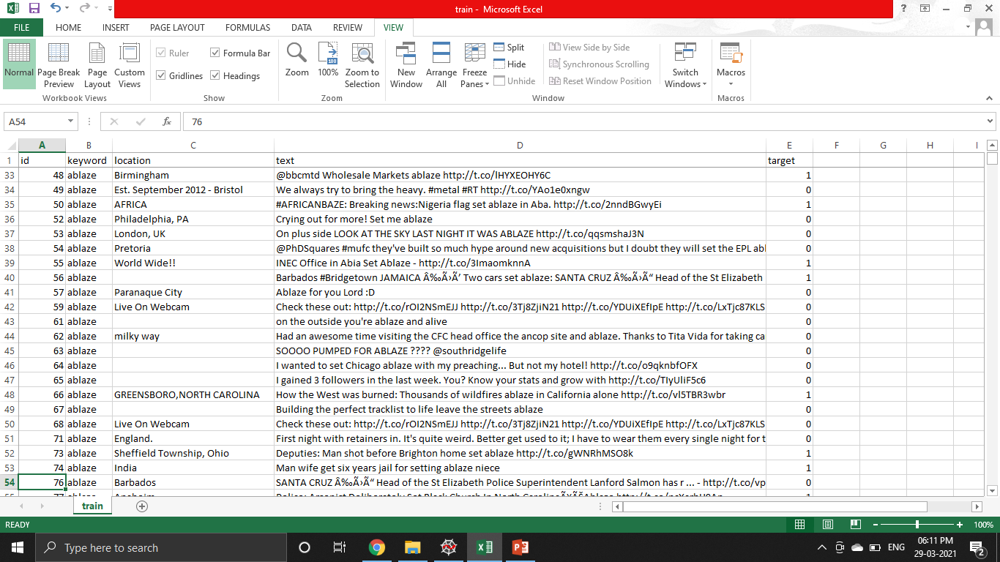 train - Microsoft Excel
FILE HOME INSERT PAGE LAYOUT FORMULAS DATA REVIEW VIEW
Normal Page Break Preview Page Layout Custom Views
Workbook Views
Ruler Formula Bar
Gridlines Headings
Show
Zoom 100% Zoom to Selection
Zoom
New Window Arrange All Freeze Panes
Split
Hide
Unhide
View Side by Side
Synchronous Scrolling
Reset Window Position
Window
Switch Windows
Macros
Macros
A54 fx 76
A B C D E F G H I
1 id keyword location text target
33 48 ablaze Birmingham @bbcmtd Wholesale Markets ablaze http://t.co/lHYXEOHY6C 1
34 49 ablaze Est. September 2012 - Bristol We always try to bring the heavy. #metal #RT http://t.co/YAo1e0xngw 0
35 50 ablaze AFRICA #AFRICANBAZE: Breaking news:Nigeria flag set ablaze in Aba. http://t.co/2nndBGwyEi 1
36 52 ablaze Philadelphia, PA Crying out for more! Set me ablaze 0
37 53 ablaze London, UK On plus side LOOK AT THE SKY LAST NIGHT IT WAS ABLAZE http://t.co/qqsmshaJ3N 0
38 54 ablaze Pretoria @PhDSquares #mufc they've built so much hype around new acquisitions but I doubt they will set the EPL abl 0
39 55 ablaze World Wide!! INEC Office in Abia Set Ablaze - http://t.co/3ImaomknnA 1
40 56 ablaze Barbados #Bridgetown JAMAICA Â‰Ã›Ã’ Two cars set ablaze: SANTA CRUZ Â‰Ã›Ã“ Head of the St Elizabeth 1
41 57 ablaze Paranaque City Ablaze for you Lord :D 0
42 59 ablaze Live On Webcam Check these out: http://t.co/rOI2NSmEJJ http://t.co/3Tj8ZjiN21 http://t.co/YDUiXEfIpE http://t.co/LxTjc87KLS 0
43 61 ablaze on the outside you're ablaze and alive 0
44 62 ablaze milky way Had an awesome time visiting the CFC head office the ancop site and ablaze. Thanks to Tita Vida for taking ca 0
45 63 ablaze SOOOO PUMPED FOR ABLAZE ???? @southridgelife 0
46 64 ablaze I wanted to set Chicago ablaze with my preaching... But not my hotel! http://t.co/o9qknbfOFX 0
47 65 ablaze I gained 3 followers in the last week. You? Know your stats and grow with http://t.co/TIyUliF5c6 0
48 66 ablaze GREENSBORO,NORTH CAROLINA How the West was burned: Thousands of wildfires ablaze in California alone http://t.co/vl5TBR3wbr 1
49 67 ablaze Building the perfect tracklist to life leave the streets ablaze 0
50 68 ablaze Live On Webcam Check these out: http://t.co/rOI2NSmEJJ http://t.co/3Tj8ZjiN21 http://t.co/YDUiXEfIpE http://t.co/LxTjc87KLS 0
51 71 ablaze England. First night with retainers in. It's quite weird. Better get used to it; I have to wear them every single night for t 0
52 73 ablaze Sheffield Township, Ohio Deputies: Man shot before Brighton home set ablaze http://t.co/gWNRhMSO8k 1
53 74 ablaze India Man wife get six years jail for setting ablaze niece 1
54 76 ablaze Barbados SANTA CRUZ Â‰Ã›Ã“ Head of the St Elizabeth Police Superintendent Lanford Salmon has r ... - http://t.co/vp 0
train
READY 100%
Type here to search
ENG 06:11 PM
29-03-2021 2